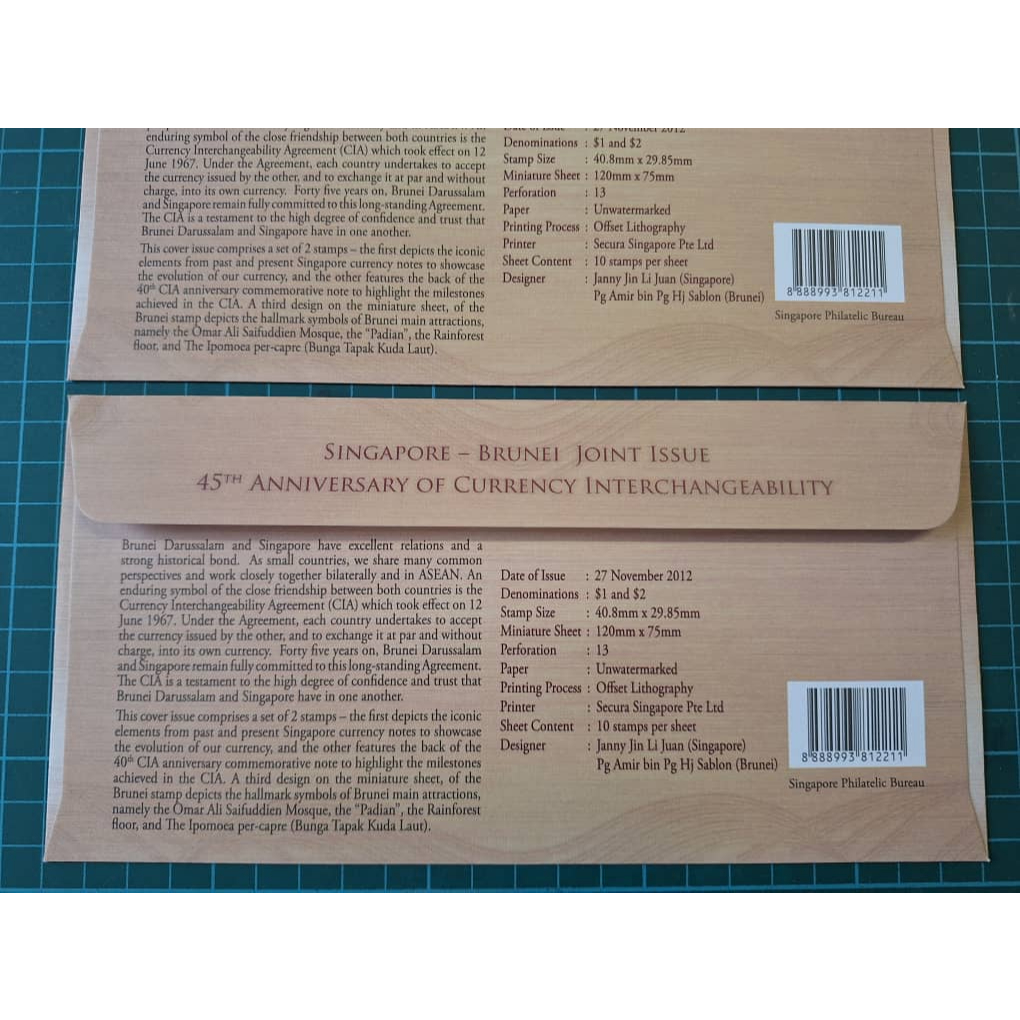 enduring symbol of the close friendship between both countries is the
Currency Interchangeability Agreement (CIA) which took effect on 12
June 1967. Under the Agreement, each country undertakes to accept
the currency issued by the other, and to exchange it at par and without
charge, into its own currency. Forty five years on, Brunei Darussalam
and Singapore remain fully committed to this long-standing Agreement.
The CIA is a testament to the high degree of confidence and trust that
Brunei Darussalam and Singapore have in one another.
This cover issue comprises a set of 2 stamps – the first depicts the iconic
elements from past and present Singapore currency notes to showcase
the evolution of our currency, and the other features the back of the
40th CIA anniversary commemorative note to highlight the milestones
achieved in the CIA. A third design on the miniature sheet, of the
Brunei stamp depicts the hallmark symbols of Brunei main attractions,
namely the Omar Ali Saifuddien Mosque, the "Padian", the Rainforest
floor, and The Ipomoea per-capre (Bunga Tapak Kuda Laut).
Date of Issue : 27 November 2012
Denominations : $1 and $2
Stamp Size : 40.8mm x 29.85mm
Miniature Sheet : 120mm x 75mm
Perforation : 13
Paper : Unwatermarked
Printing Process : Offset Lithography
Printer : Secura Singapore Pte Ltd
Sheet Content : 10 stamps per sheet
Designer : Janny Jin Li Juan (Singapore)
Pg Amir bin Pg Hj Sablon (Brunei)
8 888993 812211
Singapore Philatelic Bureau
SINGAPORE – BRUNEI JOINT ISSUE
45TH ANNIVERSARY OF CURRENCY INTERCHANGEABILITY
Brunei Darussalam and Singapore have excellent relations and a
strong historical bond. As small countries, we share many common
perspectives and work closely together bilaterally and in ASEAN. An
enduring symbol of the close friendship between both countries is the
Currency Interchangeability Agreement (CIA) which took effect on 12
June 1967. Under the Agreement, each country undertakes to accept
the currency issued by the other, and to exchange it at par and without
charge, into its own currency. Forty five years on, Brunei Darussalam
and Singapore remain fully committed to this long-standing Agreement.
The CIA is a testament to the high degree of confidence and trust that
Brunei Darussalam and Singapore have in one another.
This cover issue comprises a set of 2 stamps – the first depicts the iconic
elements from past and present Singapore currency notes to showcase
the evolution of our currency, and the other features the back of the
40th CIA anniversary commemorative note to highlight the milestones
achieved in the CIA. A third design on the miniature sheet, of the
Brunei stamp depicts the hallmark symbols of Brunei main attractions,
namely the Omar Ali Saifuddien Mosque, the "Padian", the Rainforest
floor, and The Ipomoea per-capre (Bunga Tapak Kuda Laut).
Date of Issue : 27 November 2012
Denominations : $1 and $2
Stamp Size : 40.8mm x 29.85mm
Miniature Sheet : 120mm x 75mm
Perforation : 13
Paper : Unwatermarked
Printing Process : Offset Lithography
Printer : Secura Singapore Pte Ltd
Sheet Content : 10 stamps per sheet
Designer : Janny Jin Li Juan (Singapore)
Pg Amir bin Pg Hj Sablon (Brunei)
8 888993 812211
Singapore Philatelic Bureau